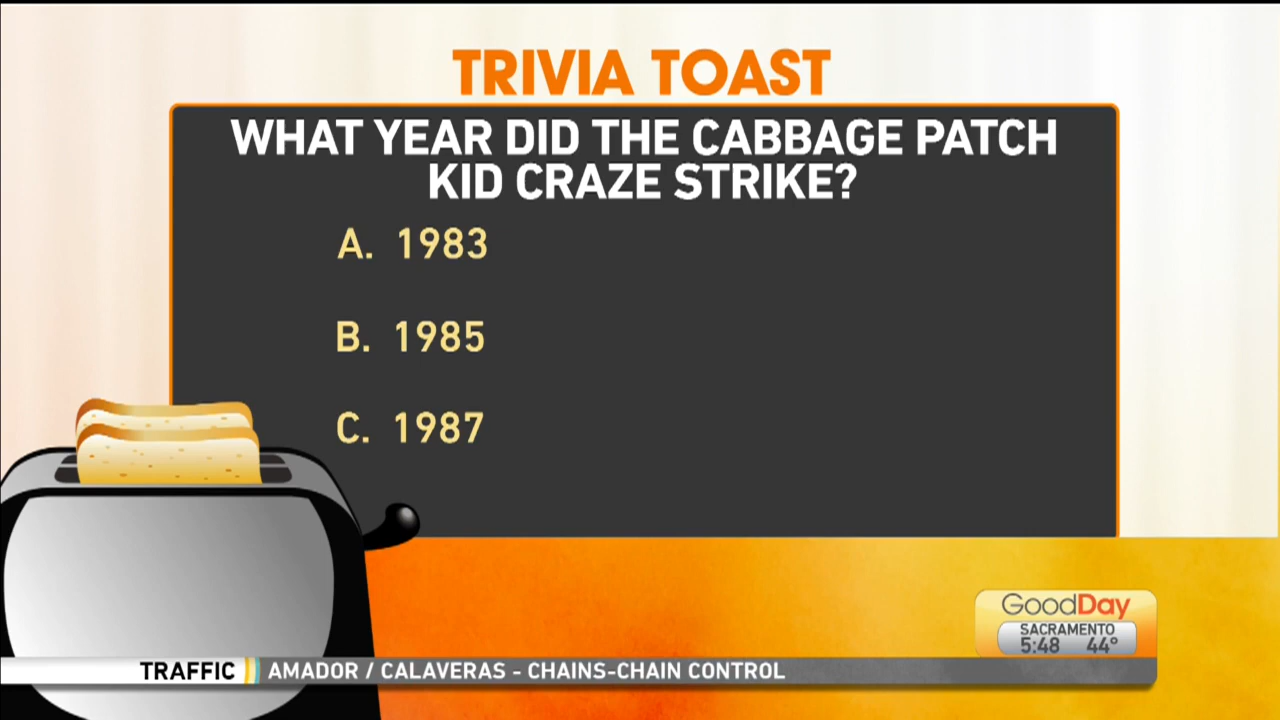 TRIVIA TOAST
WHAT YEAR DID THE CABBAGE PATCH
KID CRAZE STRIKE?
A. 1983
B. 1985
C. 1987
GoodDay
SACRAMENTO
5:48 44°
TRAFFIC AMADOR / CALAVERAS - CHAINS-CHAIN CONTROL